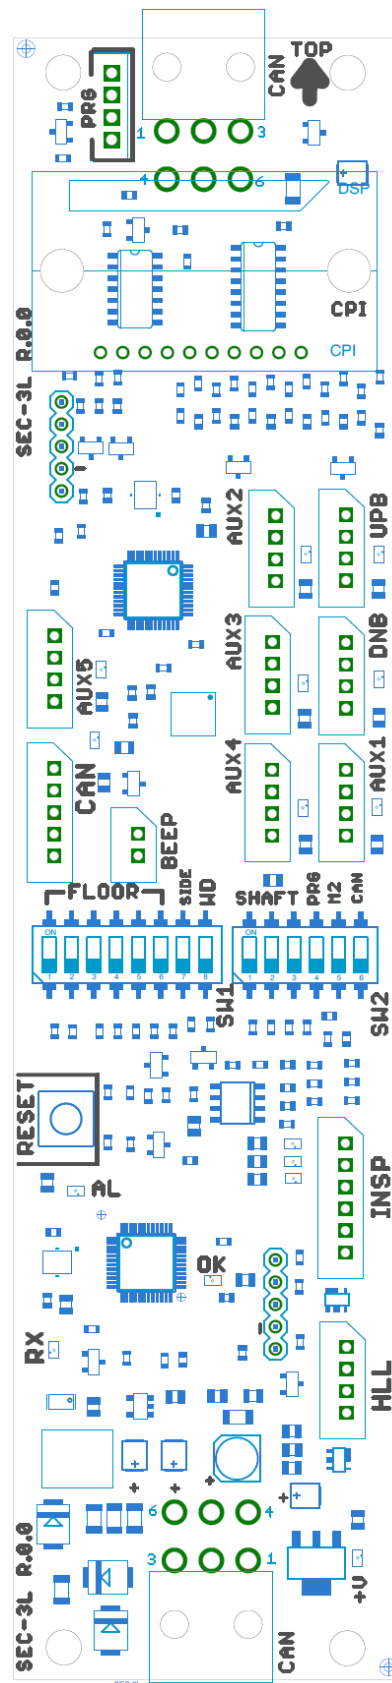 TOP
CAN
PRG
1
3
4
6
DSP
CPI
CPI
SEC-3L R.0.0
AUX2
UPB
AUX3
DNB
AUX5
AUX4
AUX1
CAN
BEEP
FLOOR
SIDE
WD
SHAFT
PRG
M2
CAN
ON
1 2 3 4 5 6 7 8
ON
1 2 3 4 5 6
SW1
SW2
RESET
INSP
AL
OK
RX
HLL
+
+
+
+
6
4
3
1
+V
SEC-3L R.0.0
CAN